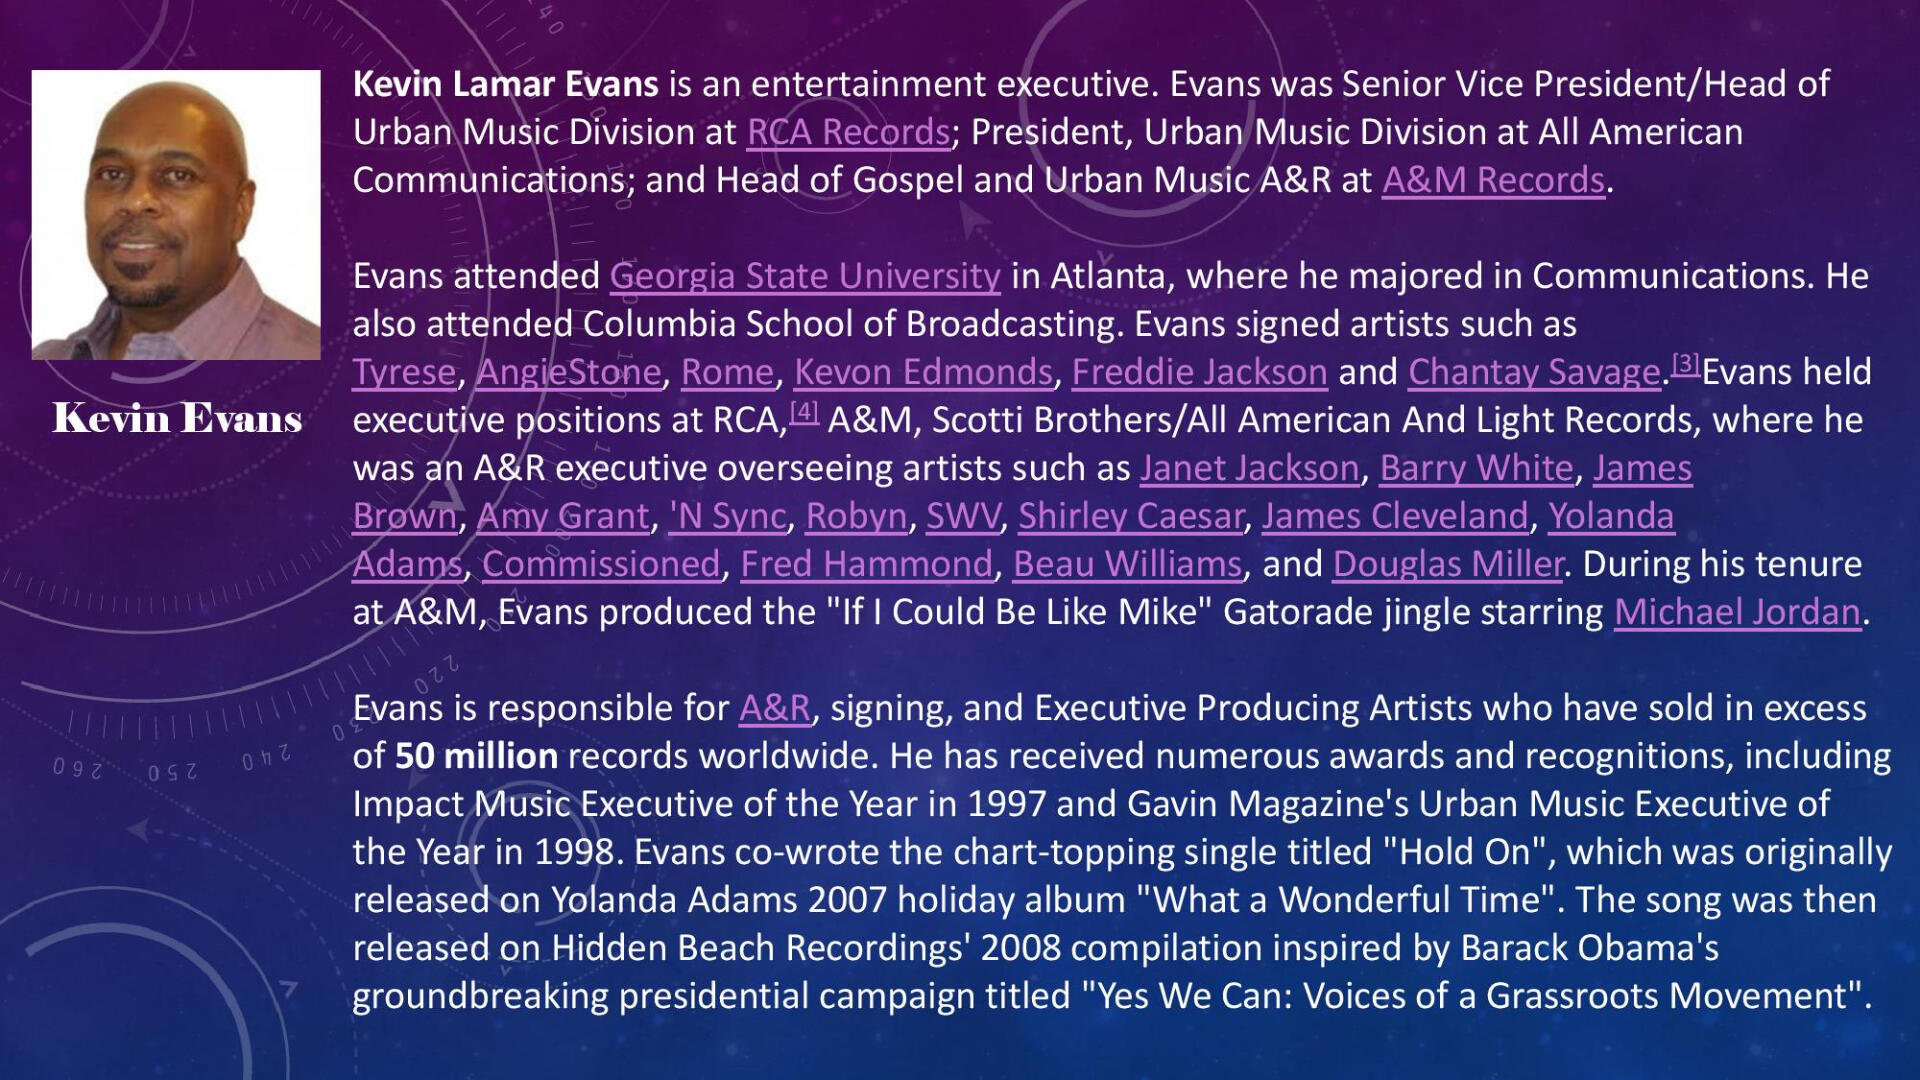 Kevin Lamar Evans is an entertainment executive. Evans was Senior Vice President/Head of
Urban Music Division at RCA Records; President, Urban Music Division at All American
Communications; and Head of Gospel and Urban Music A&R at A&M Records.
Evans attended Georgia State University in Atlanta, where he majored in Communications. He
also attended Columbia School of Broadcasting. Evans signed artists such as
Tyrese, AngieStone, Rome, Kevon Edmonds, Freddie Jackson and Chantay Savage.[3]Evans held
executive positions at RCA,[4] A&M, Scotti Brothers/All American And Light Records, where he
was an A&R executive overseeing artists such as Janet Jackson, Barry White, James
Brown, Amy Grant, 'N Sync, Robyn, SWV, Shirley Caesar, James Cleveland, Yolanda
Adams, Commissioned, Fred Hammond, Beau Williams, and Douglas Miller. During his tenure
at A&M, Evans produced the "If I Could Be Like Mike" Gatorade jingle starring Michael Jordan.
Evans is responsible for A&R, signing, and Executive Producing Artists who have sold in excess
of 50 million records worldwide. He has received numerous awards and recognitions, including
Impact Music Executive of the Year in 1997 and Gavin Magazine's Urban Music Executive of
the Year in 1998. Evans co-wrote the chart-topping single titled "Hold On", which was originally
released on Yolanda Adams 2007 holiday album "What a Wonderful Time". The song was then
released on Hidden Beach Recordings' 2008 compilation inspired by Barack Obama's
groundbreaking presidential campaign titled "Yes We Can: Voices of a Grassroots Movement".
Kevin Evans
260 250 240 230 220